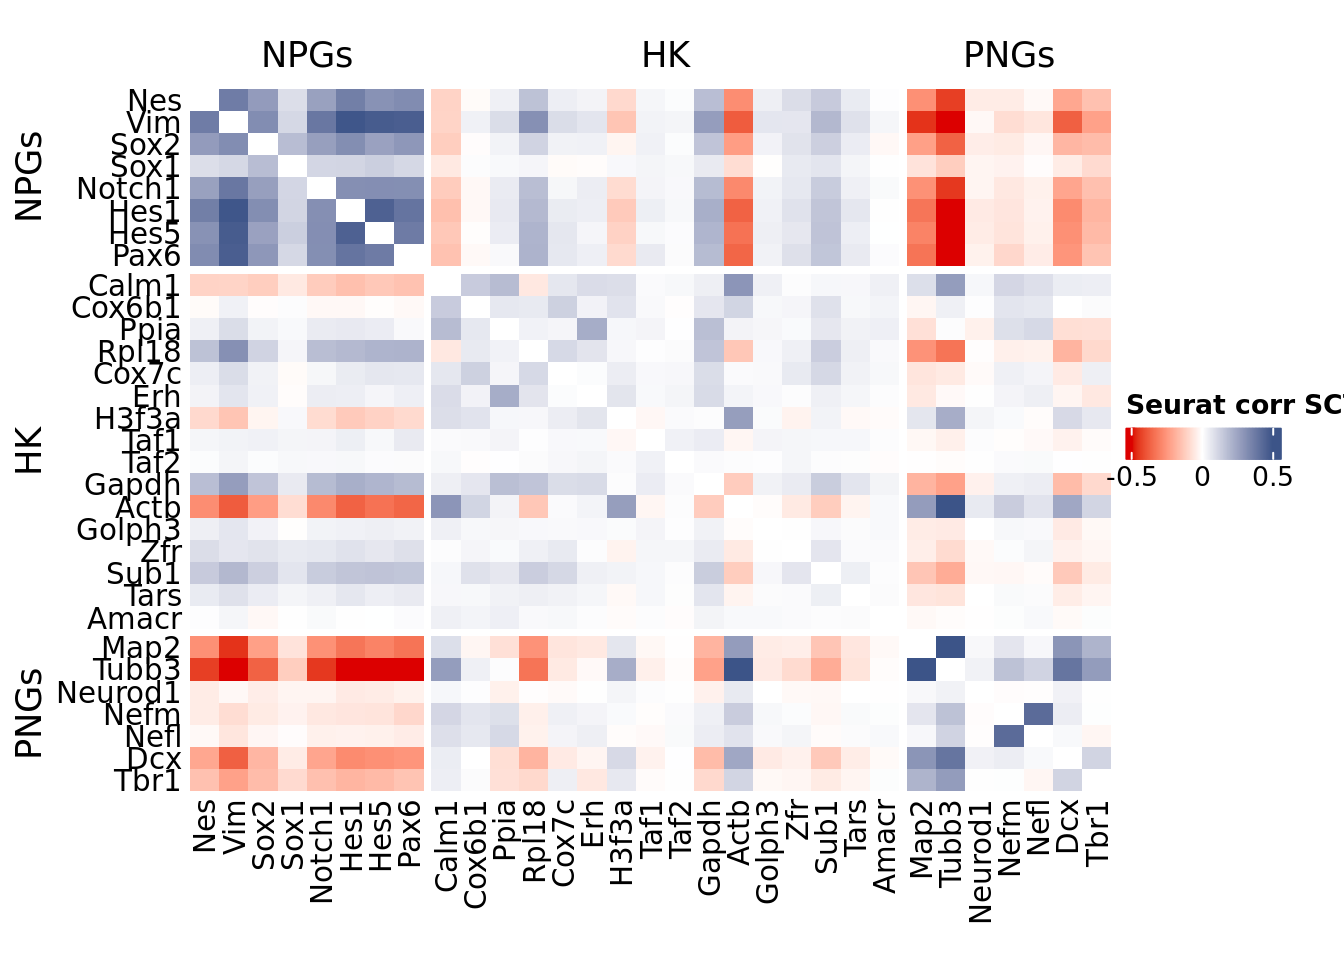 NPGs HK PNGs
NPGs
HK
PNGs
Nes
Vim
Sox2
Sox1
Notch1
Hes1
Hes5
Pax6
Calm1
Cox6b1
Ppia
Rpl18
Cox7c
Erh
H3f3a
Taf1
Taf2
Gapdh
Actb
Golph3
Zfr
Sub1
Tars
Amacr
Map2
Tubb3
Neurod1
Nefm
Nefl
Dcx
Tbr1
Seurat corr SC
-0.5 0 0.5
Nes
Vim
Sox2
Sox1
Notch1
Hes1
Hes5
Pax6
Calm1
Cox6b1
Ppia
Rpl18
Cox7c
Erh
H3f3a
Taf1
Taf2
Gapdh
Actb
Golph3
Zfr
Sub1
Tars
Amacr
Map2
Tubb3
Neurod1
Nefm
Nefl
Dcx
Tbr1